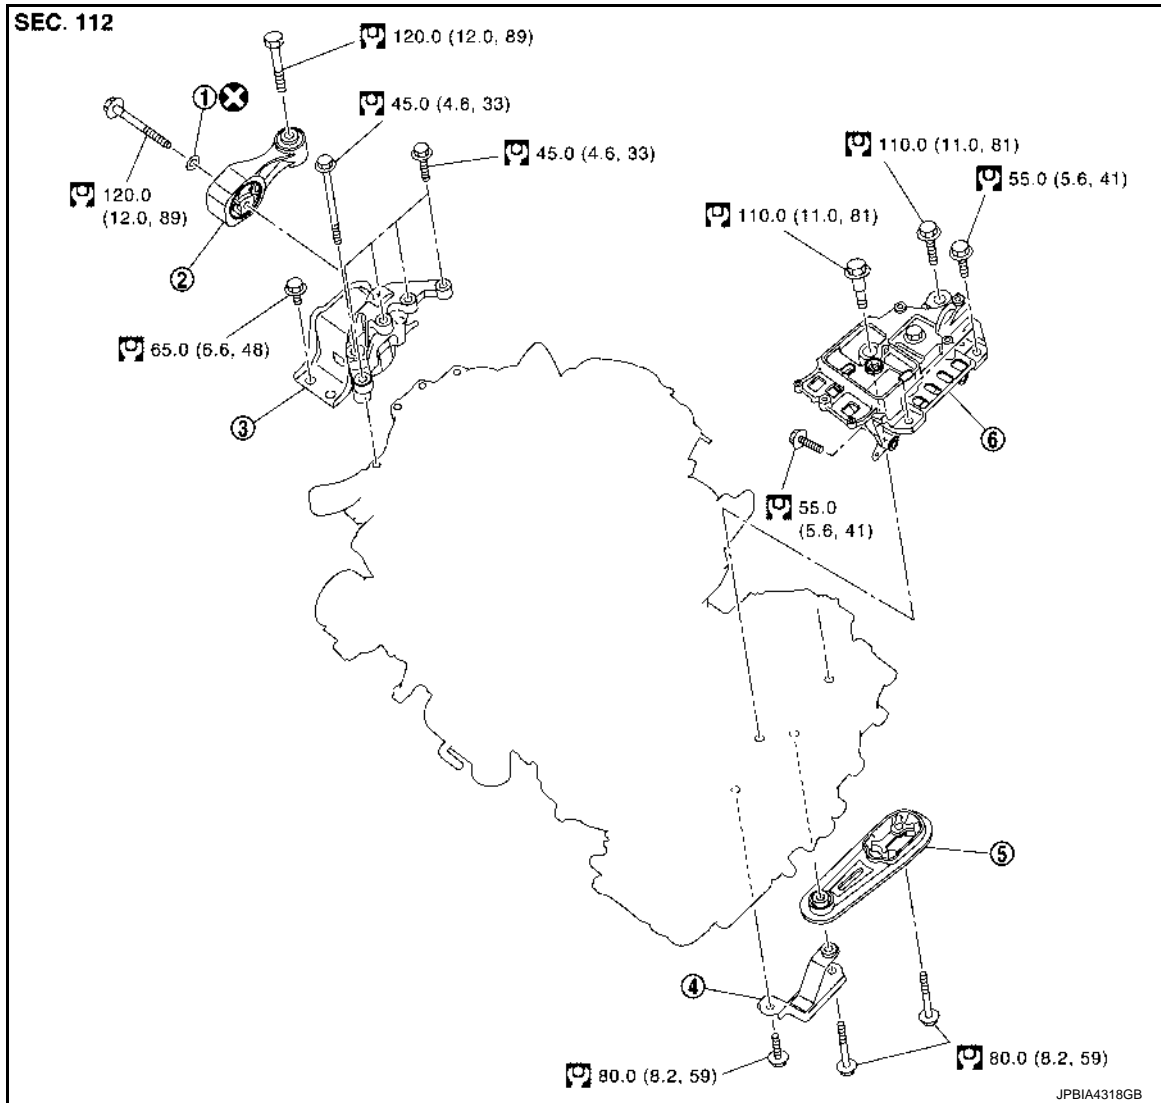 SEC. 112
120.0 (12.0, 89)
1
45.0 (4.6, 33)
45.0 (4.6, 33)
110.0 (11.0, 81)
55.0 (5.6, 41)
120.0
(12.0, 89)
110.0 (11.0, 81)
2
65.0 (6.6, 48)
3
6
55.0
(5.6, 41)
5
4
80.0 (8.2, 59)
80.0 (8.2, 59)
JPBIA4318GB